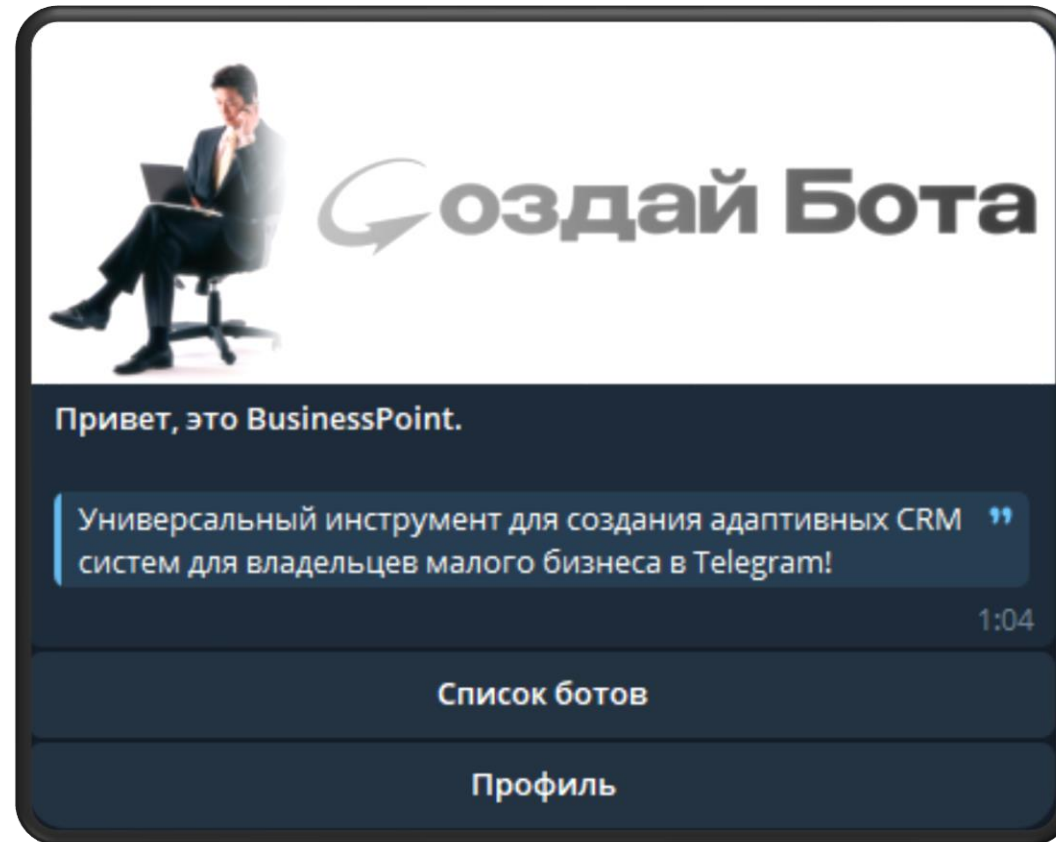 Создай Бота
Привет, это BusinessPoint.
Универсальный инструмент для создания адаптивных CRM ”
систем для владельцев малого бизнеса в Telegram!
1:04
Список ботов
Профиль